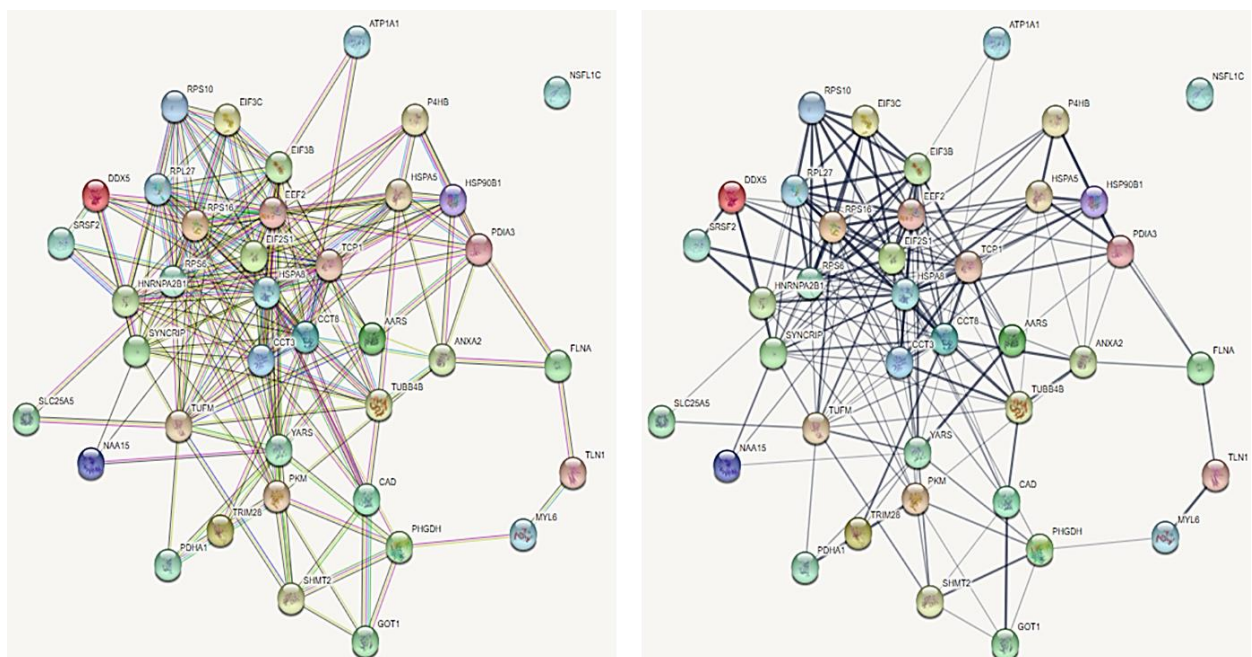 ATP1A1
NSFL1C
RPS10
EIF3C
P4HB
EIF3B
DDX5
RPL27
HSPA5
HSP90B1
EEF2
RPS16
SRSF2
EIF2S1
PDIA3
TCP1
RPS6
HSPA8
HNRNPA2B1
CCT8
AARS
SYNCRIP
CCT3
ANXA2
FLNA
TUBB4B
SLC25A5
TUFM
YARS
NAA15
TLN1
PKM
CAD
TRIM28
MYL6
PHGDH
PDHA1
SHMT2
GOT1
ATP1A1
NSFL1C
RPS10
EIF3C
P4HB
EIF3B
DDX5
RPL27
HSPA5
HSP90B1
EEF2
RPS16
SRSF2
EIF2S1
PDIA3
TCP1
RPS6
HSPA8
HNRNPA2B1
CCT8
AARS
SYNCRIP
CCT3
ANXA2
FLNA
TUBB4B
SLC25A5
TUFM
YARS
NAA15
TLN1
PKM
CAD
TRIM28
MYL6
PHGDH
PDHA1
SHMT2
GOT1